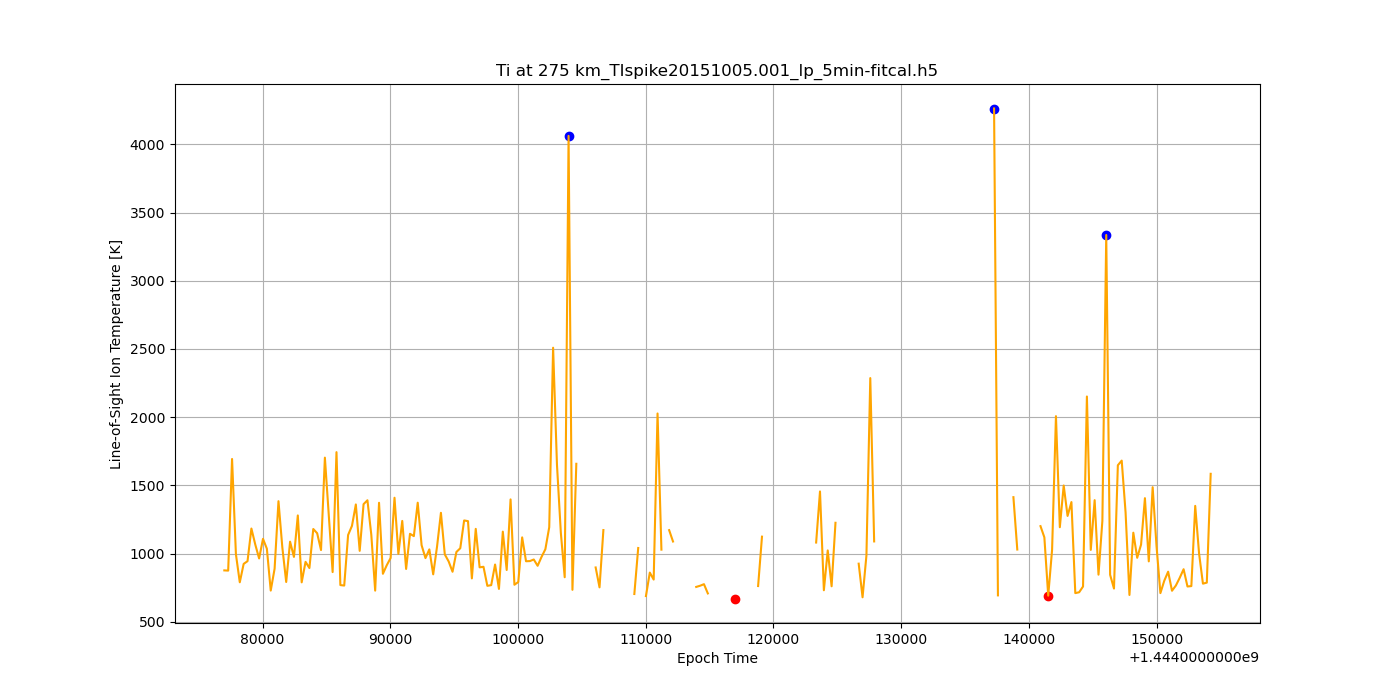 Ti at 275 km_TIspike20151005.001_lp_5min-fitcal.h5
Line-of-Sight Ion Temperature [K]
4000
3500
3000
2500
2000
1500
1000
500
80000 90000 100000 110000 120000 130000 140000 150000
Epoch Time
+1.4440000000e9